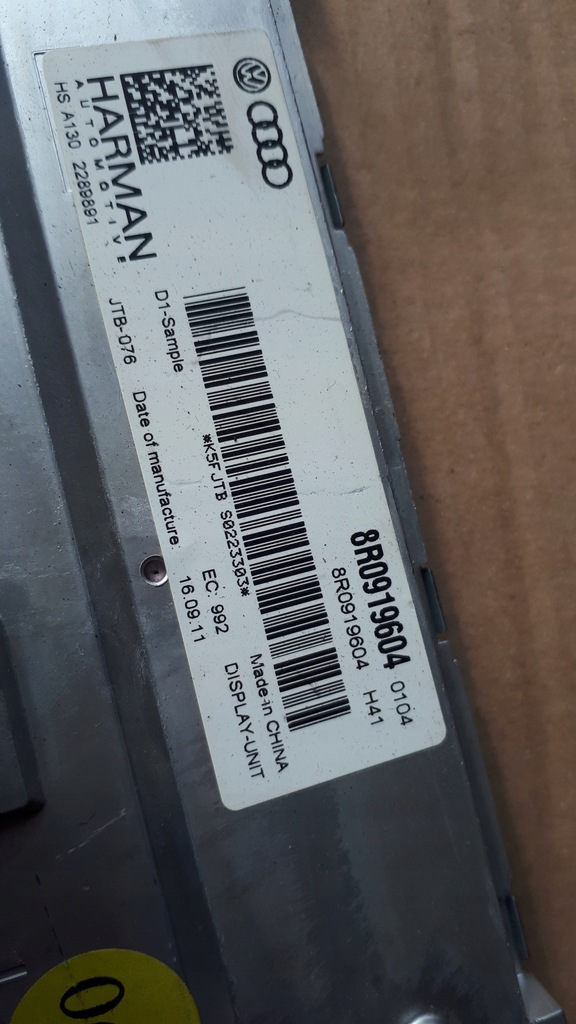 HARMAN
AUTOMOTIVE
HS A130 2289891
8R0919604 0104
8R0919604 H41
*K5FJTB S0223303*
D1-Sample
JTB-076 Date of manufacture:
EC: 992
16.09.11
Made in CHINA
DISPLAY-UNIT